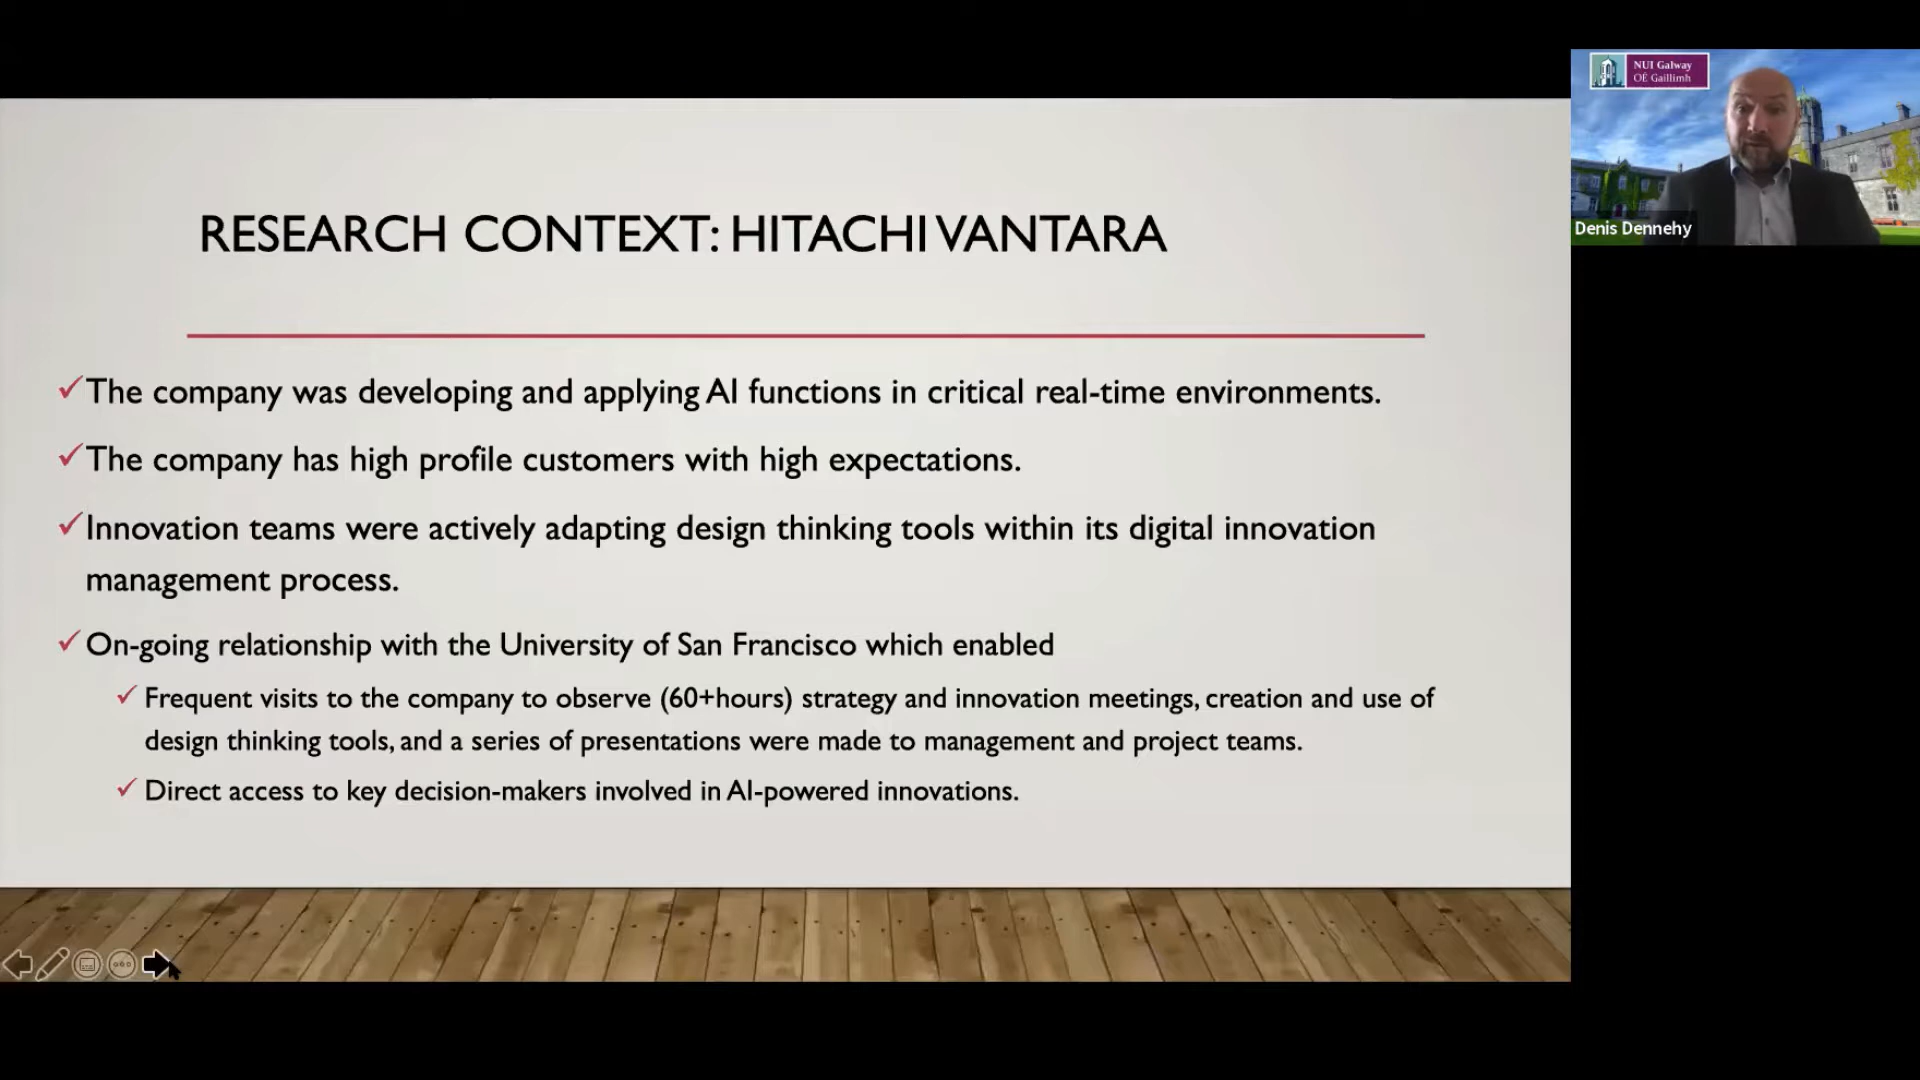 NUI Galway
OÉ Gaillimh
Denis Dennehy
RESEARCH CONTEXT: HITACHI VANTARA
The company was developing and applying AI functions in critical real-time environments.
The company has high profile customers with high expectations.
Innovation teams were actively adapting design thinking tools within its digital innovation
management process.
On-going relationship with the University of San Francisco which enabled
Frequent visits to the company to observe (60+hours) strategy and innovation meetings, creation and use of
design thinking tools, and a series of presentations were made to management and project teams.
Direct access to key decision-makers involved in AI-powered innovations.